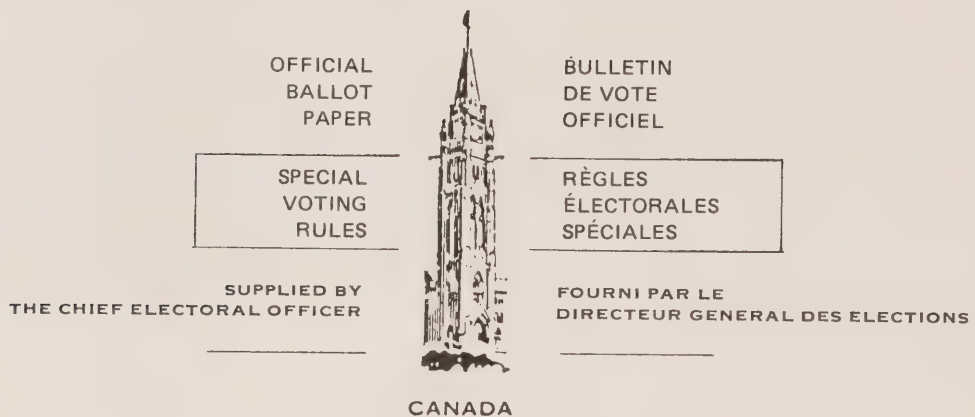 OFFICIAL
BALLOT
PAPER
SPECIAL
VOTING
RULES
SUPPLIED BY
THE CHIEF ELECTORAL OFFICER
BULLETIN
DE VOTE
OFFICIEL
RÈGLES
ÉLECTORALES
SPÉCIALES
FOURNI PAR LE
DIRECTEUR GENERAL DES ELECTIONS
CANADA